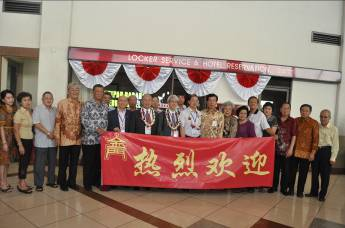 LOCKER SERVICE & HOTEL RESERVATION
热烈欢迎